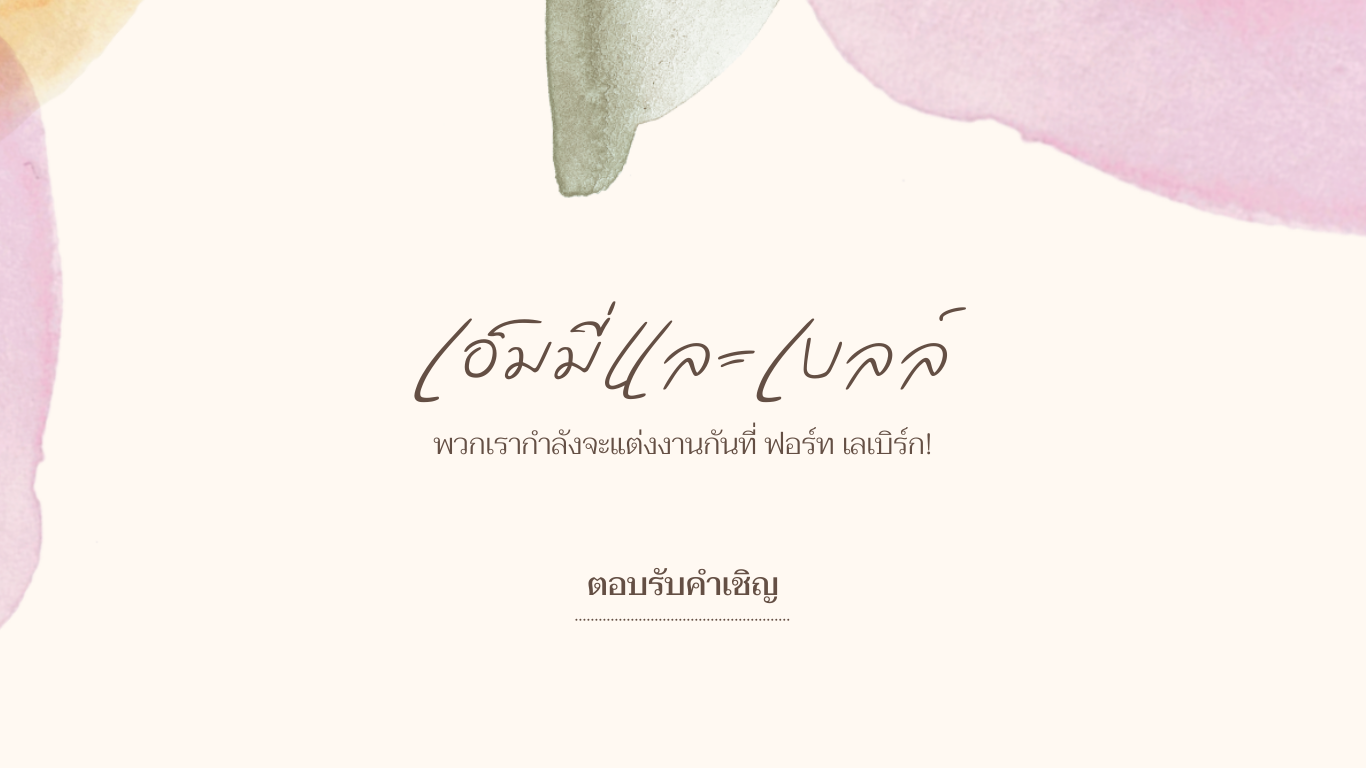 เอ็มมี่และเบลล์
พวกเรากำลังจะแต่งงานกันที่ ฟอร์ท เลเบิร์ก!
ตอบรับคำเชิญ